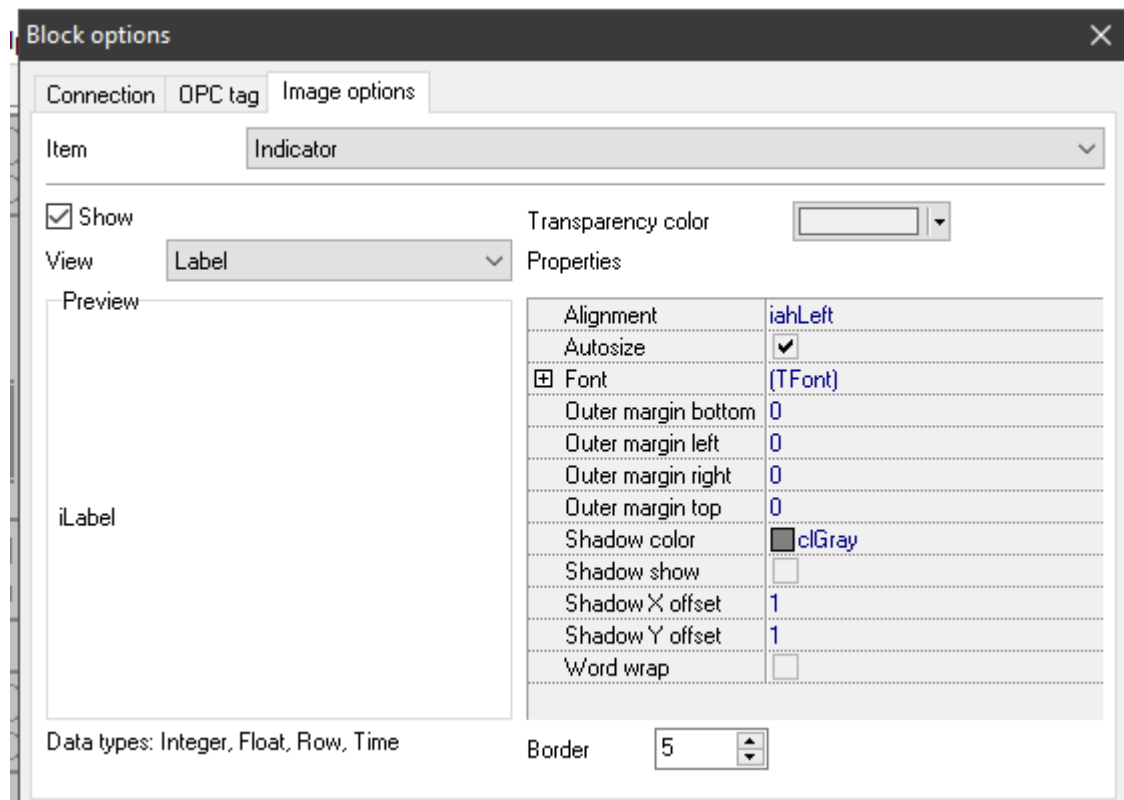 Block options
Connection OPC tag Image options
Item Indicator
Show
Transparency color
View Label
Properties
Preview
Alignment iahLeft
Autosize
Font (TFont)
Outer margin bottom 0
Outer margin left 0
Outer margin right 0
Outer margin top 0
iLabel
Shadow color clGray
Shadow show
Shadow X offset 1
Shadow Y offset 1
Word wrap
Data types: Integer, Float, Row, Time
Border 5